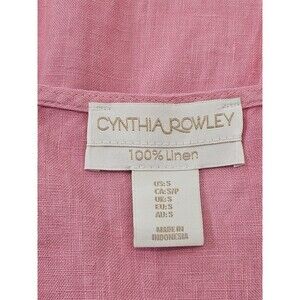 CYNTHIA ROWLEY
100% Linen
US: S
CA: S/P
UK: S
EU: S
AU: S
MADE IN
INDONESIA